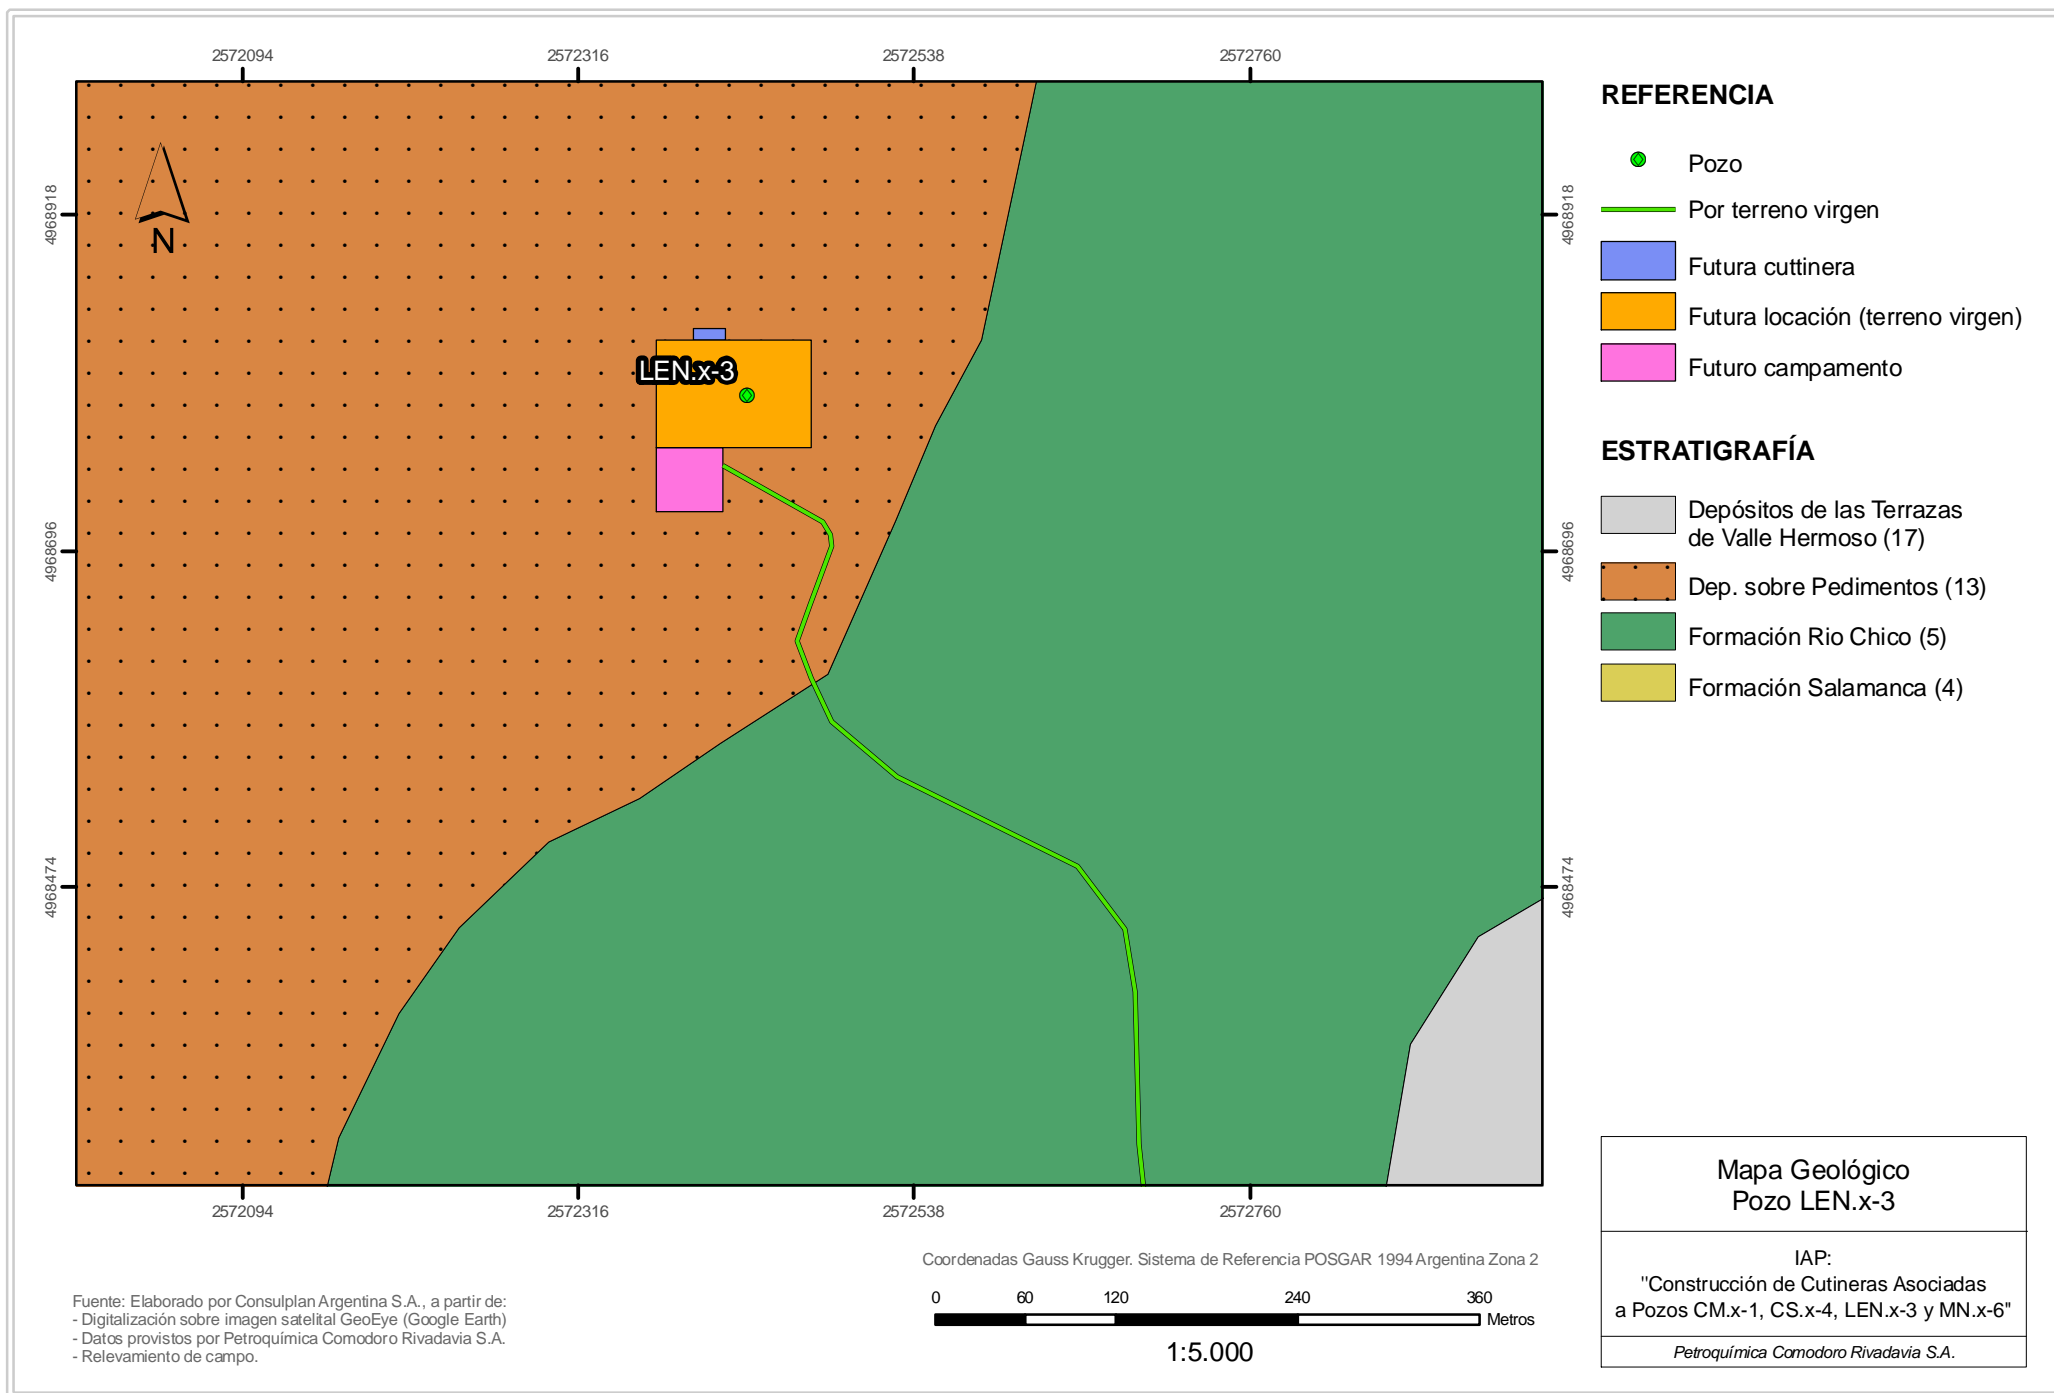 2572094 2572316 2572538 2572760
4968918 4968918
4968696 4968696
4968474 4968474
N
LEN.x-3
2572094 2572316 2572538 2572760
REFERENCIA
Pozo
Por terreno virgen
Futura cuttinera
Futura locación (terreno virgen)
Futuro campamento
ESTRATIGRAFÍA
Depósitos de las Terrazas
de Valle Hermoso (17)
Dep. sobre Pedimentos (13)
Formación Rio Chico (5)
Formación Salamanca (4)
Coordenadas Gauss Krugger. Sistema de Referencia POSGAR 1994 Argentina Zona 2
0 60 120 240 360
Metros
1:5.000
Fuente: Elaborado por Consulplan Argentina S.A., a partir de:
- Digitalización sobre imagen satelital GeoEye (Google Earth)
- Datos provistos por Petroquímica Comodoro Rivadavia S.A.
- Relevamiento de campo.
Mapa Geológico
Pozo LEN.x-3
IAP:
"Construcción de Cutineras Asociadas
a Pozos CM.x-1, CS.x-4, LEN.x-3 y MN.x-6"
Petroquímica Comodoro Rivadavia S.A.